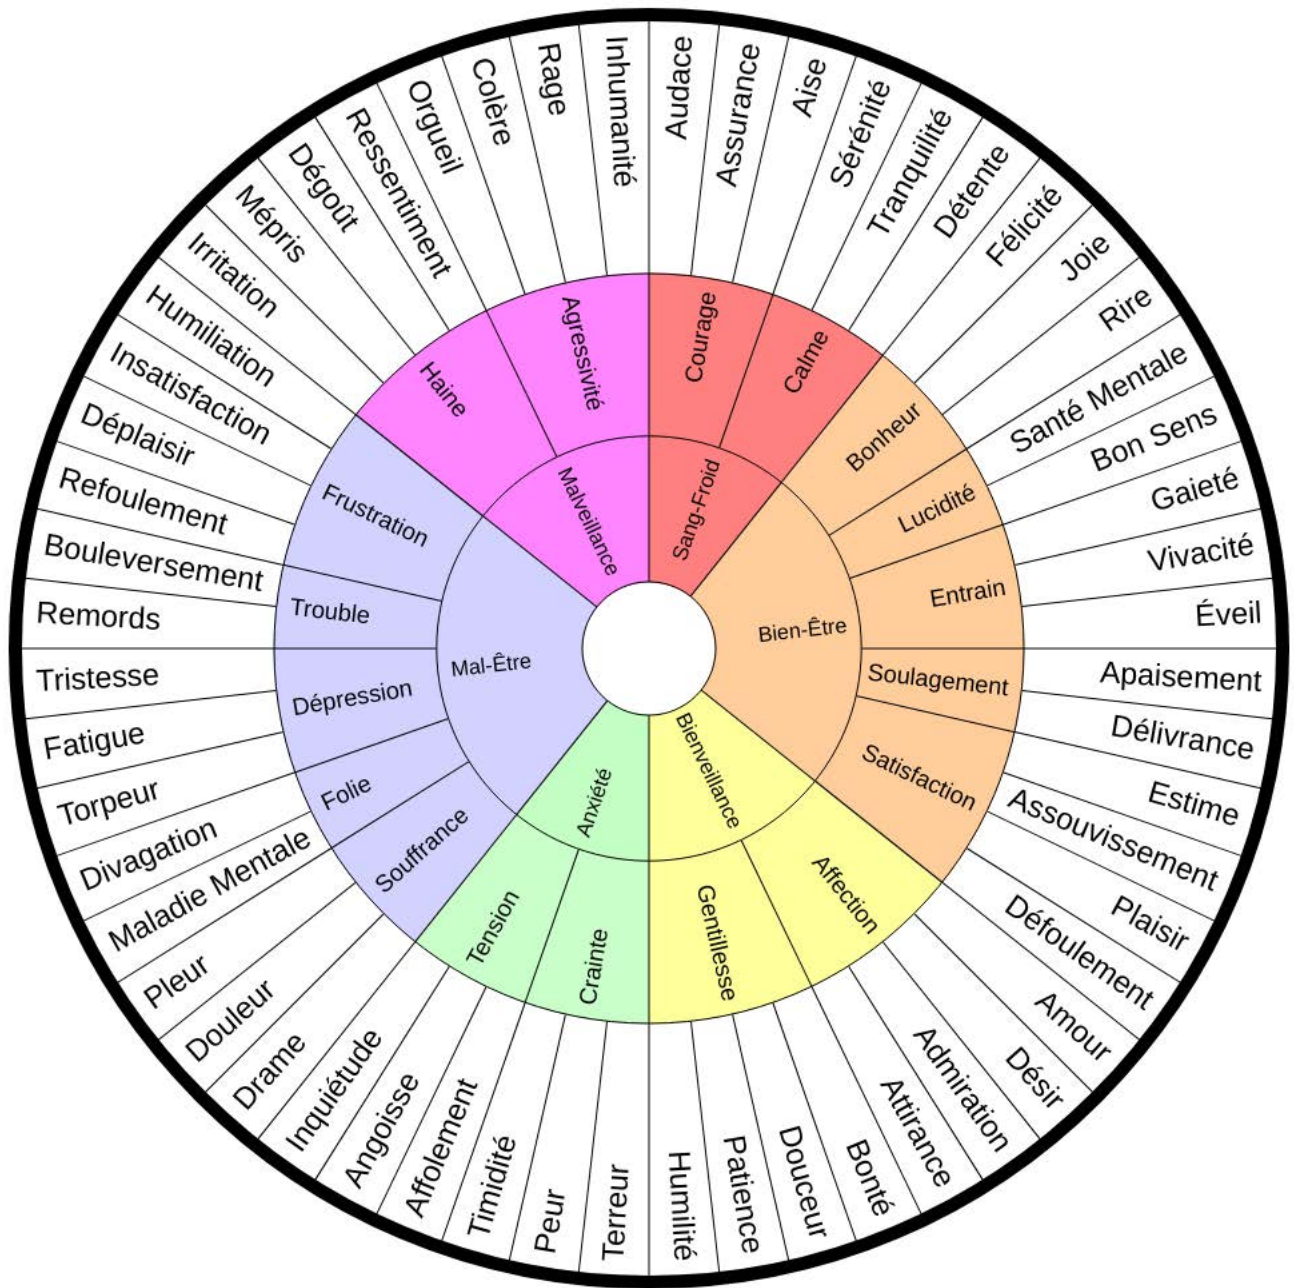 Audace
Assurance
Aise
Sérénité
Tranquilité
Détente
Félicité
Joie
Rire
Santé Mentale
Bon Sens
Gaieté
Vivacité
Éveil
Apaisement
Délivrance
Estime
Assouvissement
Plaisir
Défoulement
Amour
Désir
Admiration
Attirance
Bonté
Douceur
Patience
Humilité
Terreur
Peur
Timidité
Affolement
Angoisse
Inquiétude
Drame
Douleur
Pleur
Maladie Mentale
Divagation
Torpeur
Fatigue
Tristesse
Remords
Bouleversement
Refoulement
Déplaisir
Insatisfaction
Humiliation
Irritation
Mépris
Dégoût
Ressentiment
Orgueil
Colère
Rage
Inhumanité
Courage
Calme
Bonheur
Lucidité
Entrain
Soulagement
Satisfaction
Affection
Gentillesse
Crainte
Tension
Souffrance
Folie
Dépression
Trouble
Frustration
Haine
Agressivité
Sang-Froid
Bien-Être
Bienveillance
Anxiété
Mal-Être
Malveillance